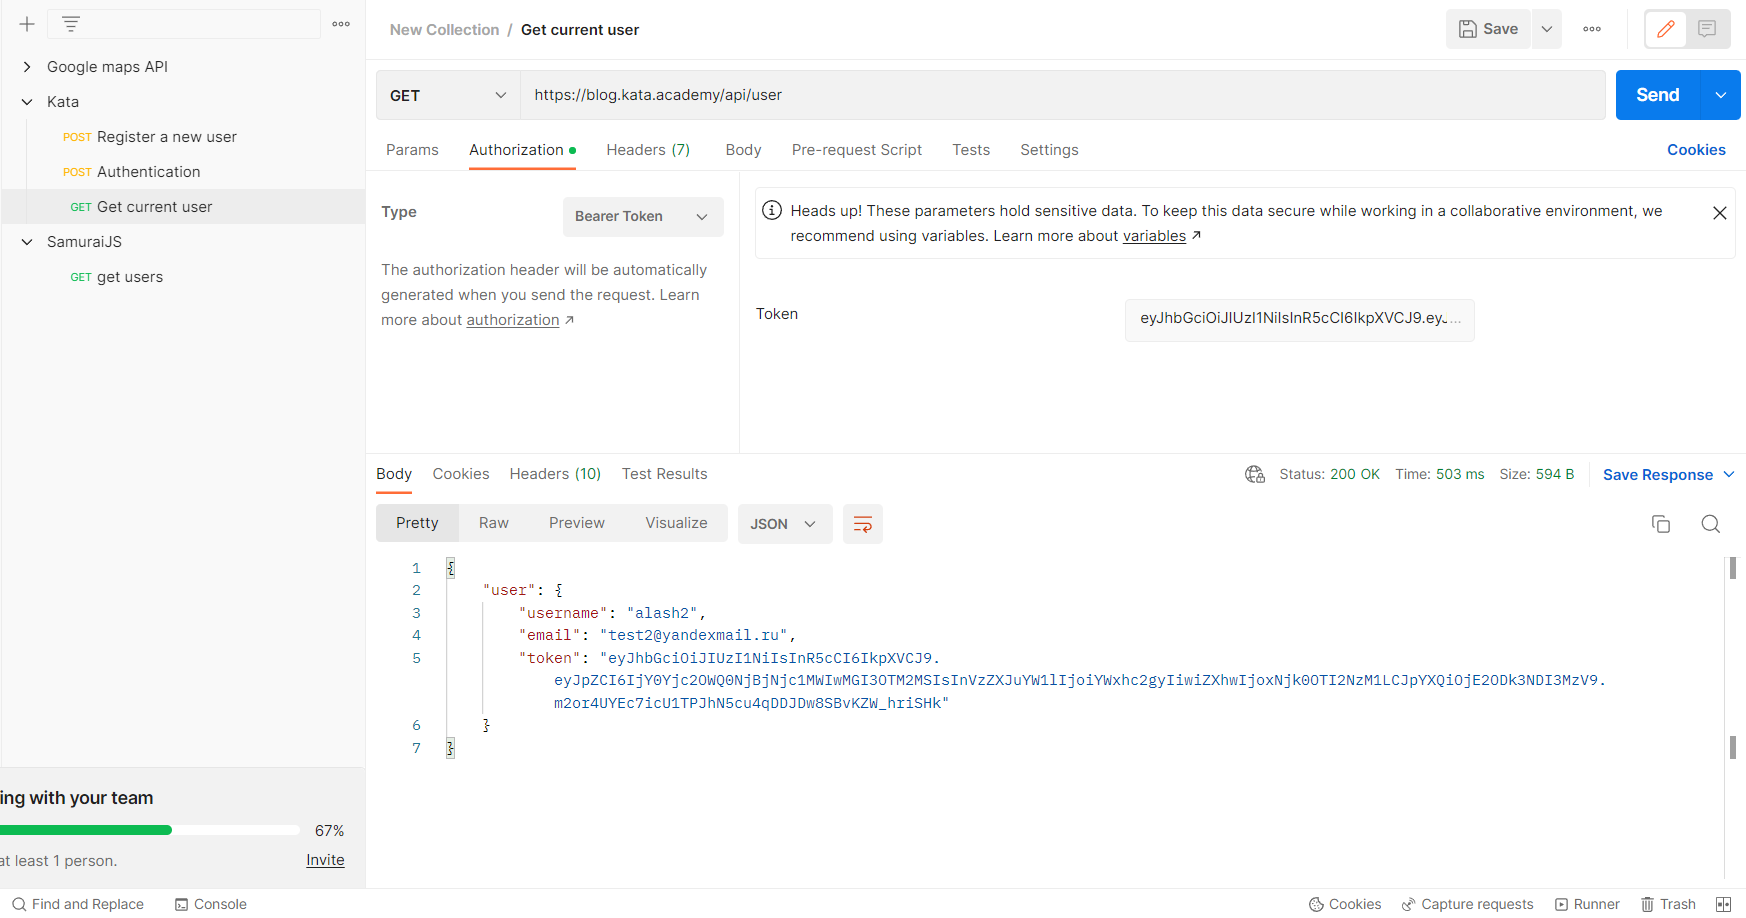 New Collection / Get current user
Save
Google maps API
Kata
POST Register a new user
POST Authentication
GET Get current user
SamuraiJS
GET get users
GET
https://blog.kata.academy/api/user
Send
Params
Authorization
Headers (7)
Body
Pre-request Script
Tests
Settings
Cookies
Type
Bearer Token
The authorization header will be automatically
generated when you send the request. Learn
more about authorization ↗
Heads up! These parameters hold sensitive data. To keep this data secure while working in a collaborative environment, we
recommend using variables. Learn more about variables ↗
Token
eyJhbGciOiJIUzI1NiIsInR5cCI6IkpXVCJ9.eyJ...
Body
Cookies
Headers (10)
Test Results
Status: 200 OK
Time: 503 ms
Size: 594 B
Save Response
Pretty
Raw
Preview
Visualize
JSON
1 {
2 "user": {
3 "username": "alash2",
4 "email": "test2@yandexmail.ru",
5 "token": "eyJhbGciOiJIUzI1NiIsInR5cCI6IkpXVCJ9.
eyJpZCI6IjY0Yjc2OWQ0NjBjNjc1MWIwMGI3OTM2MSIsInVzZXJuYW1lIjoiYWxhc2gyIiwiZXhwIjoxNjk0OTI2NzM1LCJpYXQiOjE2ODk3NDI3MzV9.
m2or4UYEc7icU1TPJhN5cu4qDDJDw8SBvKZW_hriSHk"
6 }
7 }
ing with your team
67%
at least 1 person.
Invite
Find and Replace
Console
Cookies
Capture requests
Runner
Trash